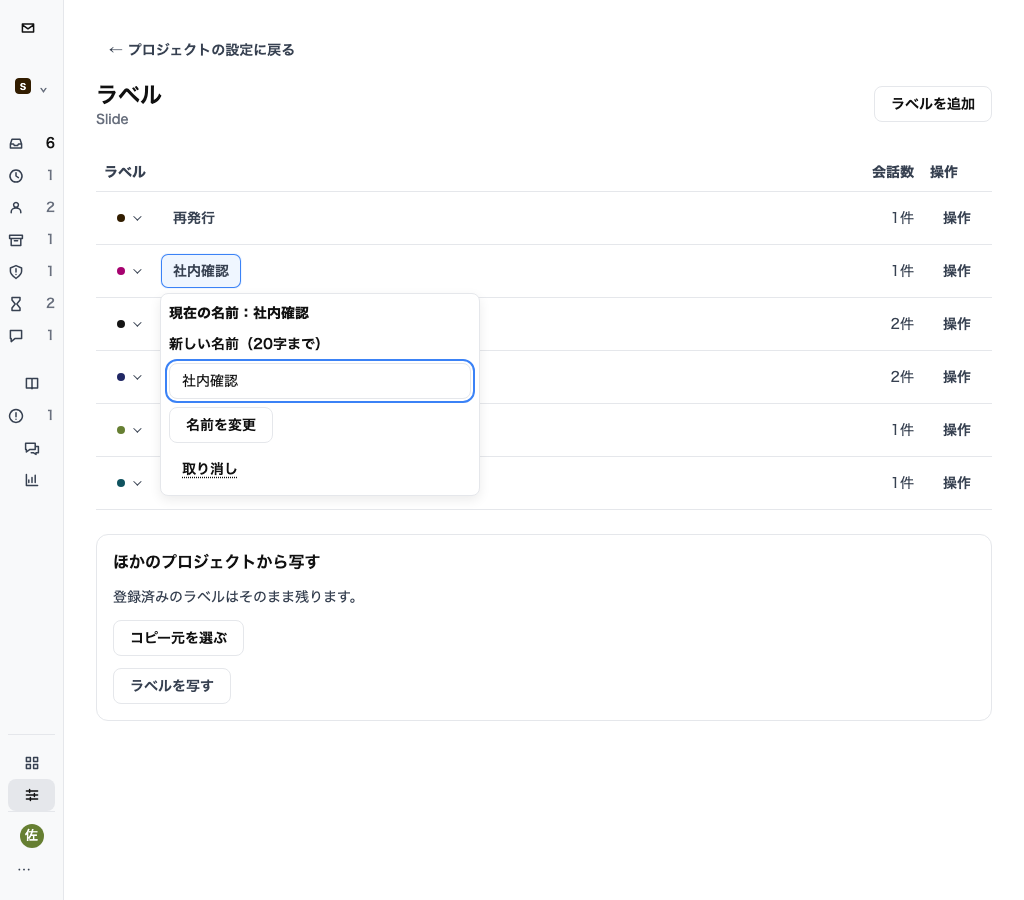 ← プロジェクトの設定に戻る
S
ラベル
Slide
ラベルを追加
6
1
2
1
1
2
1
1
ラベル 会話数 操作
再発行 1件 操作
社内確認 1件 操作
現在の名前：社内確認
新しい名前（20字まで）
社内確認
名前を変更
取り消し
2件 操作
2件 操作
1件 操作
1件 操作
ほかのプロジェクトから写す
登録済みのラベルはそのまま残ります。
コピー元を選ぶ
ラベルを写す
佐